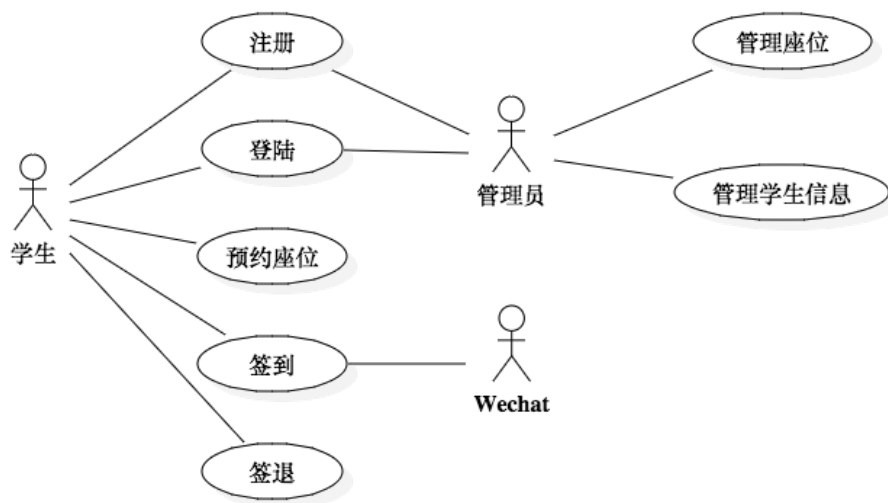 注册
管理座位
登陆
管理员
管理学生信息
学生
预约座位
签到
Wechat
签退